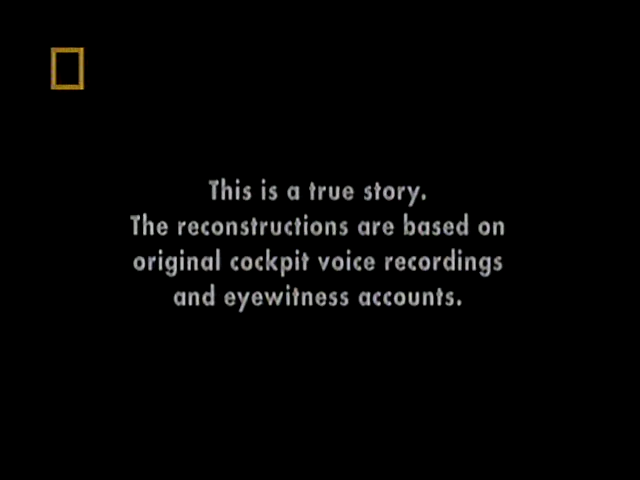 This is a true story.
The reconstructions are based on
original cockpit voice recordings
and eyewitness accounts.